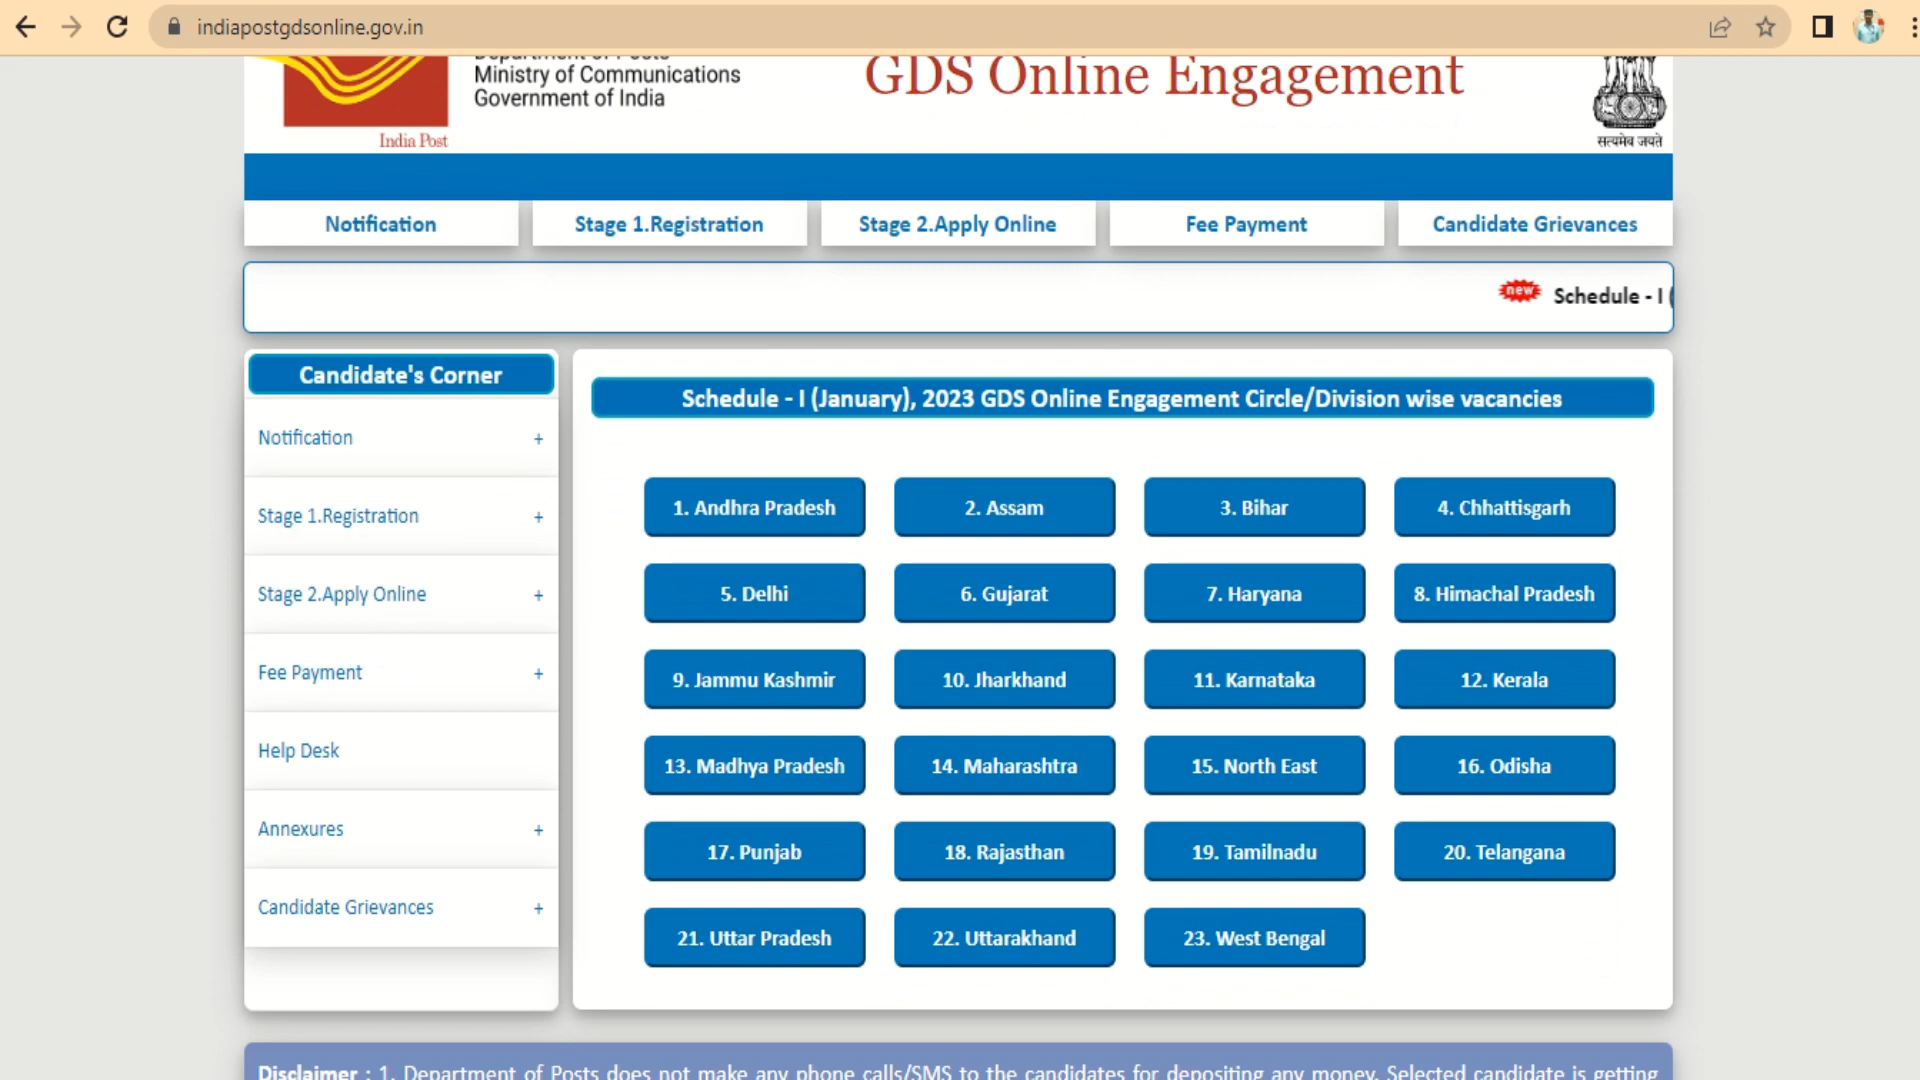 indiapostgdsonline.gov.in
Department of Posts
Ministry of Communications
Government of India
GDS Online Engagement
India Post
सत्यमेव जयते
Notification
Stage 1.Registration
Stage 2.Apply Online
Fee Payment
Candidate Grievances
new Schedule - I (
Candidate's Corner
Notification +
Stage 1.Registration +
Stage 2.Apply Online +
Fee Payment +
Help Desk
Annexures +
Candidate Grievances +
Schedule - I (January), 2023 GDS Online Engagement Circle/Division wise vacancies
1. Andhra Pradesh
2. Assam
3. Bihar
4. Chhattisgarh
5. Delhi
6. Gujarat
7. Haryana
8. Himachal Pradesh
9. Jammu Kashmir
10. Jharkhand
11. Karnataka
12. Kerala
13. Madhya Pradesh
14. Maharashtra
15. North East
16. Odisha
17. Punjab
18. Rajasthan
19. Tamilnadu
20. Telangana
21. Uttar Pradesh
22. Uttarakhand
23. West Bengal
Disclaimer : 1. Department of Posts does not make any phone calls/SMS to the candidates for depositing any money. Selected candidate is getting